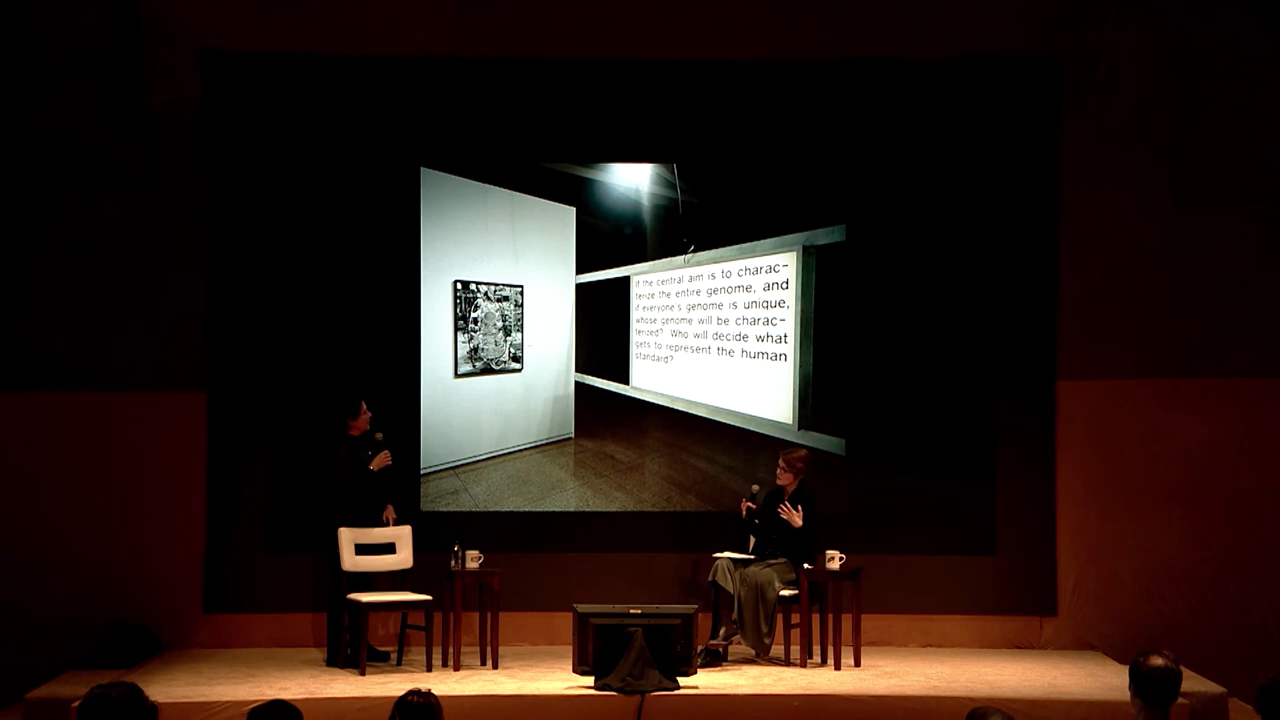 If the central aim is to charac-
terize the entire genome, and
if everyone's genome is unique,
whose genome will be charac-
terized? Who will decide what
gets to represent the human
standard?